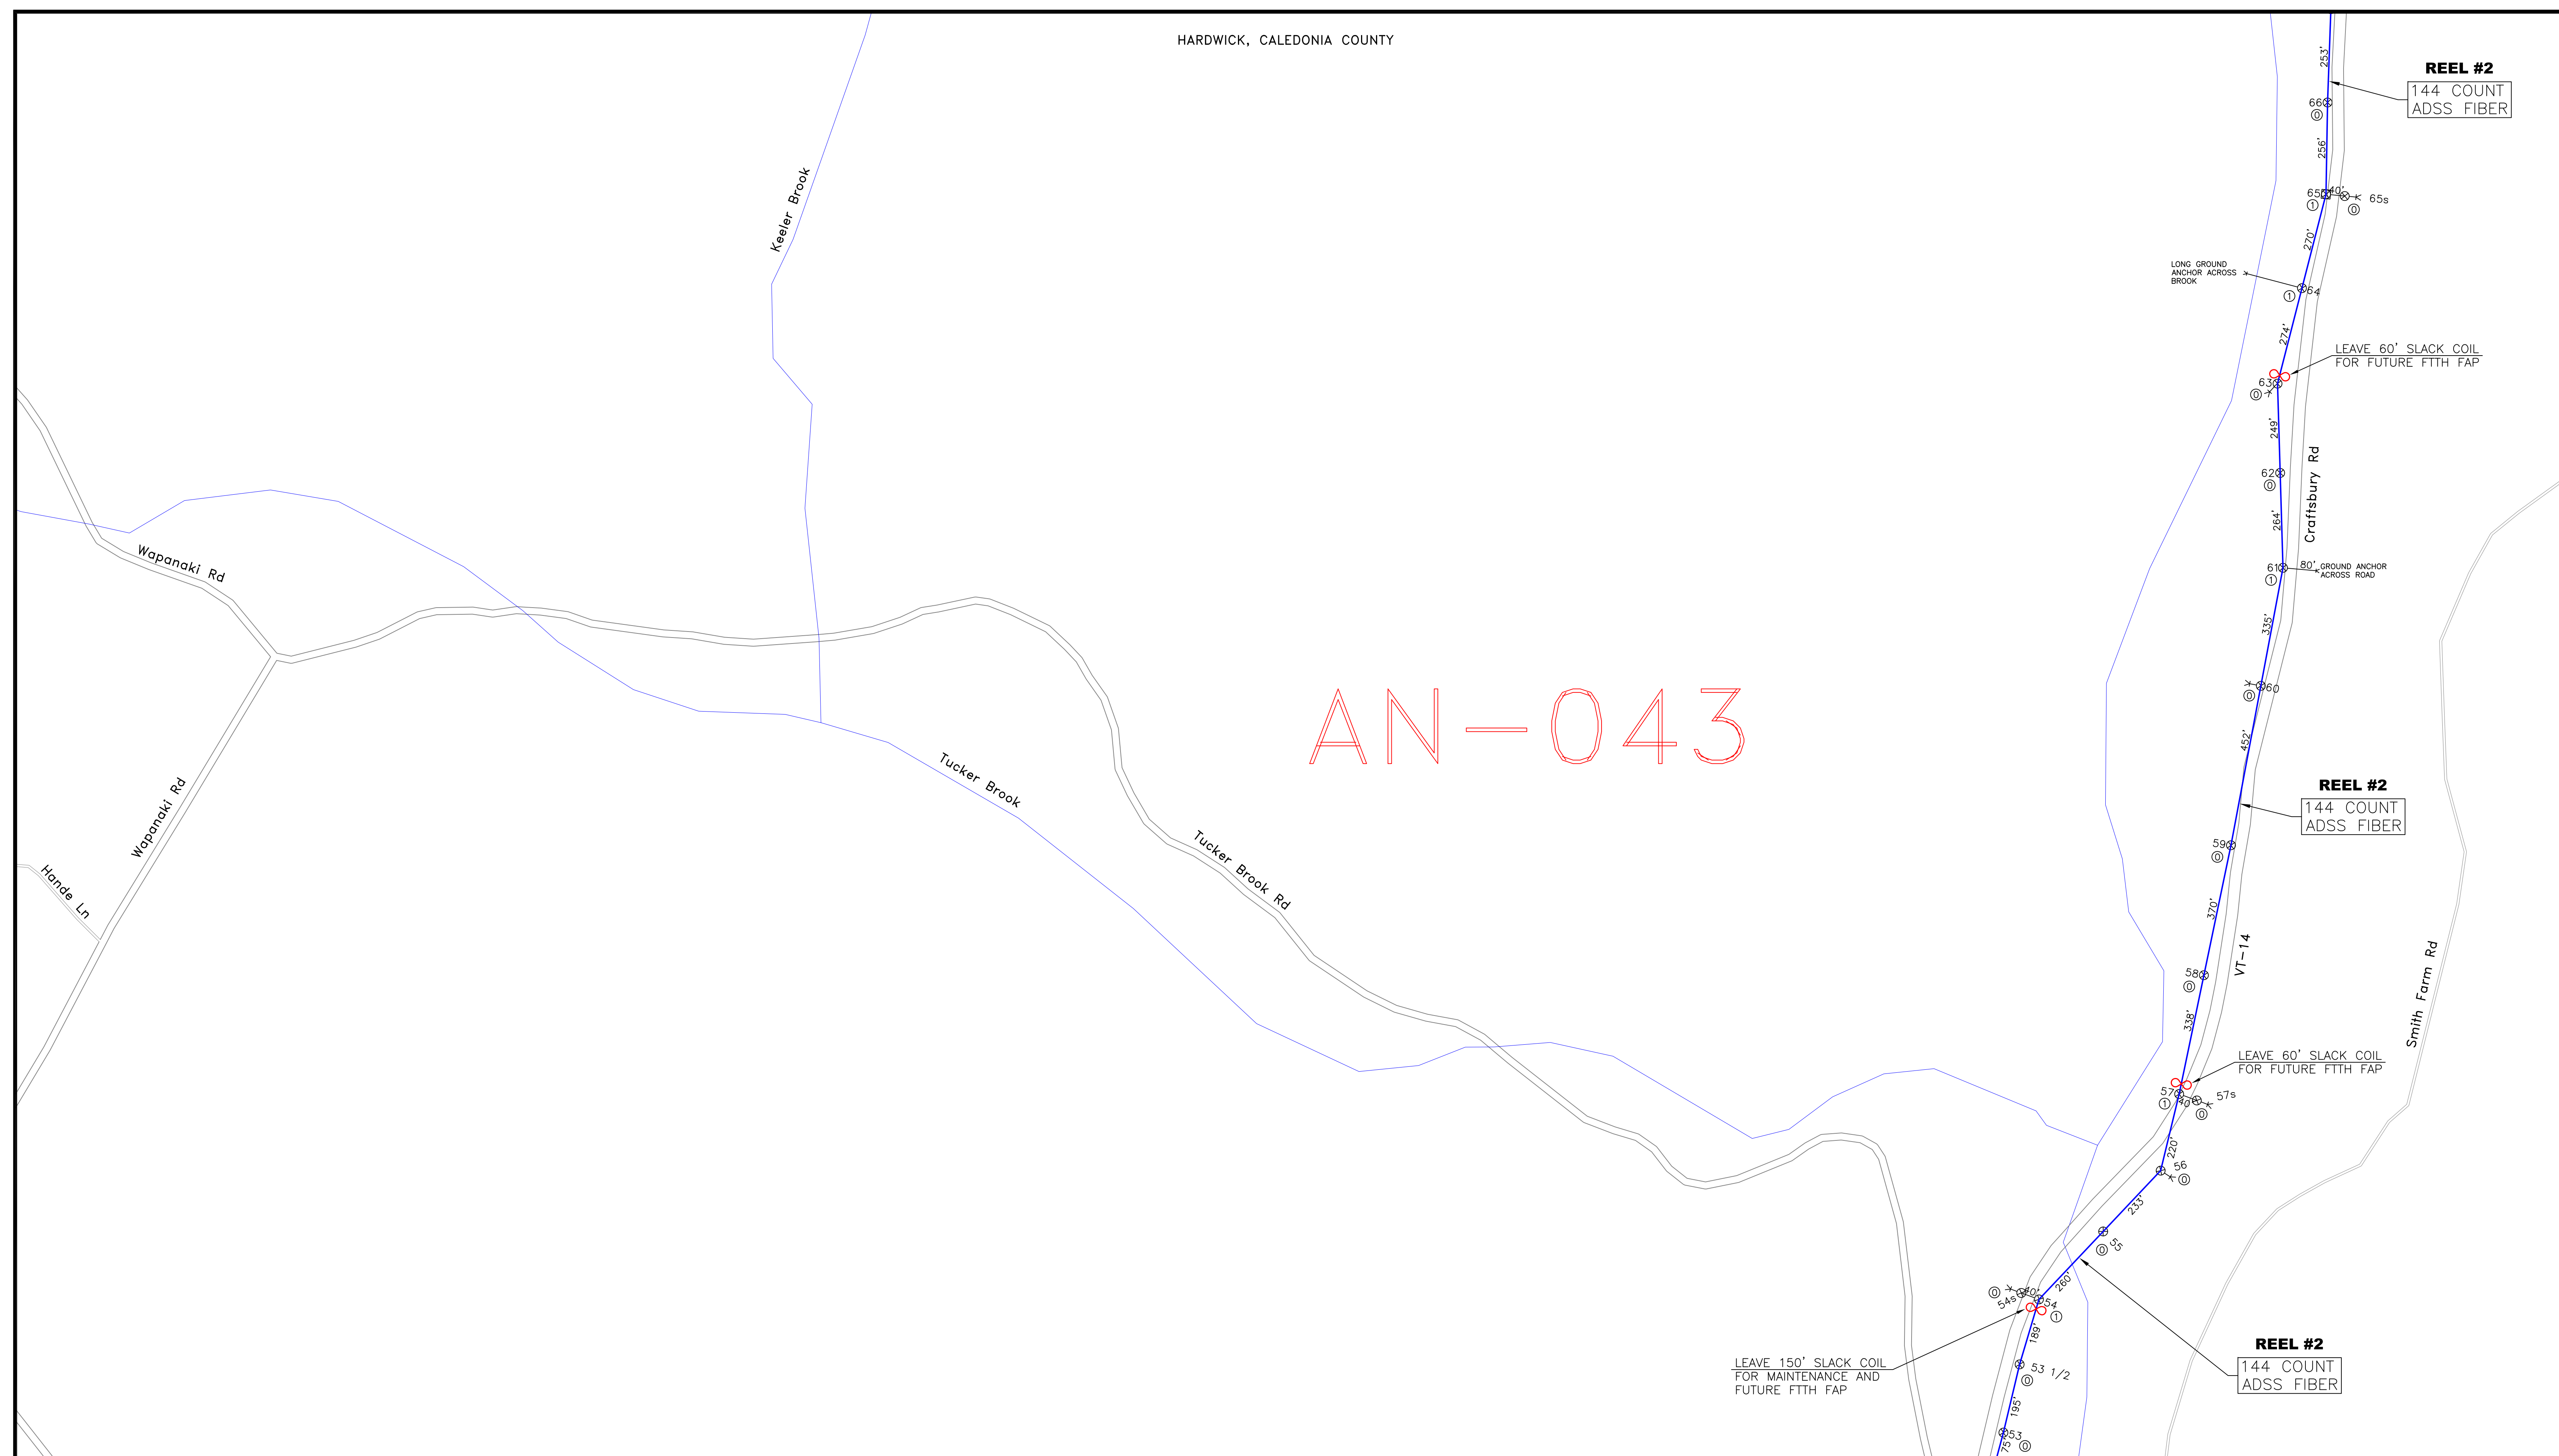 HARDWICK, CALEDONIA COUNTY
253'
REEL #2
144 COUNT
ADSS FIBER
66
0
256'
65
40'
65s
1
0
270'
LONG GROUND
ANCHOR ACROSS
BROOK
64
1
274'
LEAVE 60' SLACK COIL
FOR FUTURE FTTH FAP
63
0
249'
62
0
Craftsbury Rd
264'
61
80'
GROUND ANCHOR
ACROSS ROAD
1
335'
60
0
452'
REEL #2
144 COUNT
ADSS FIBER
59
0
370'
VT-14
58
0
338'
Smith Farm Rd
LEAVE 60' SLACK COIL
FOR FUTURE FTTH FAP
57
40'
57s
1
0
220'
56
0
233'
55
0
260'
0
54s
40'
54
1
189'
LEAVE 150' SLACK COIL
FOR MAINTENANCE AND
FUTURE FTTH FAP
53 1/2
0
REEL #2
144 COUNT
ADSS FIBER
195'
53
0
Keeler Brook
Wapanaki Rd
AN-043
Tucker Brook
Wapanaki Rd
Tucker Brook Rd
Hande Ln